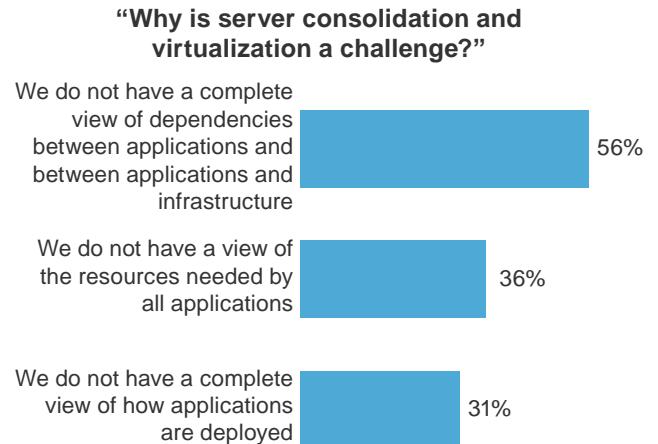 “Why is server consolidation and
virtualization a challenge?”
We do not have a complete
view of dependencies
between applications and
between applications and
infrastructure
56%
We do not have a view of
the resources needed by
all applications
36%
We do not have a complete
view of how applications
are deployed
31%